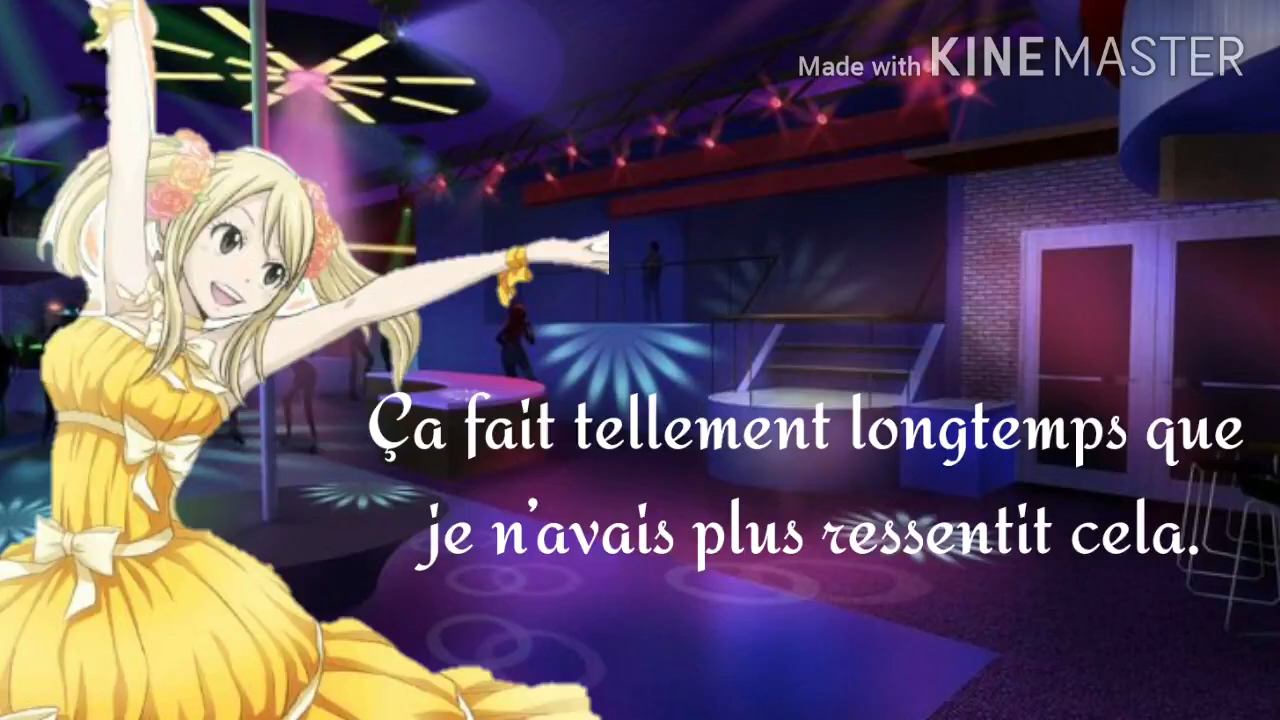 Made with KINEMASTER
Ça fait tellement longtemps que
je n'avais plus ressentit cela.